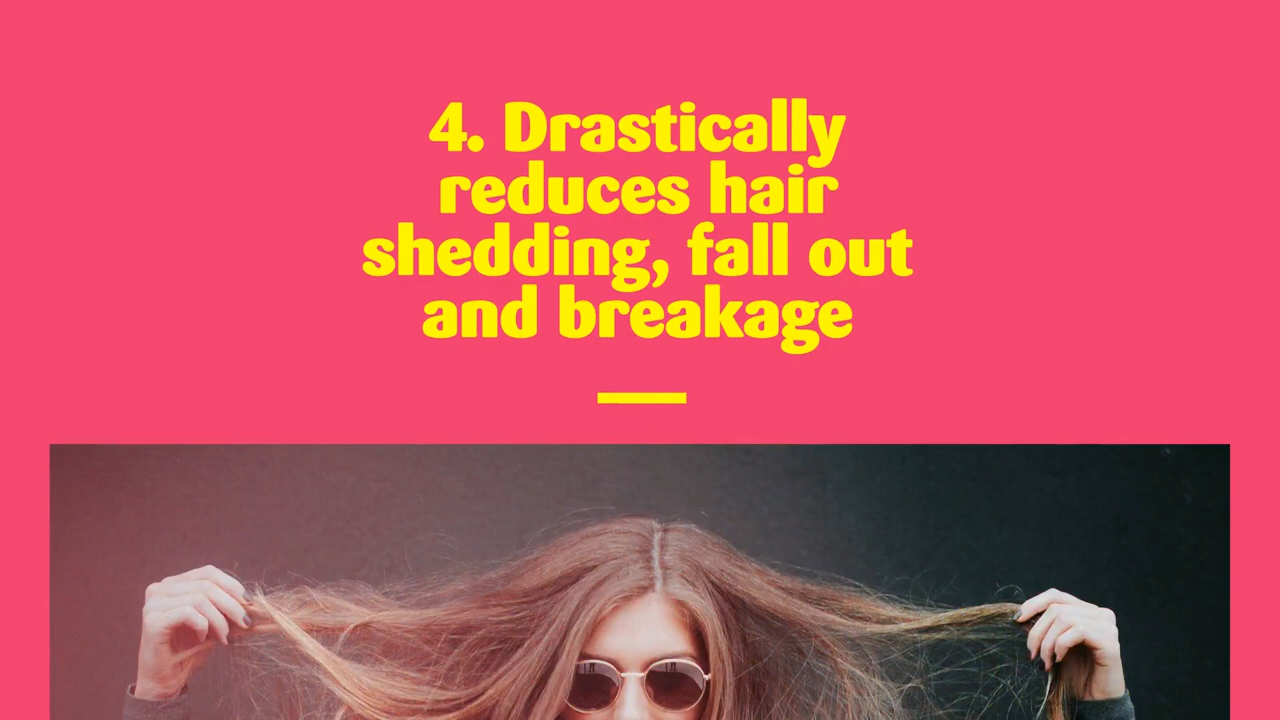 4. Drastically
reduces hair
shedding, fall out
and breakage